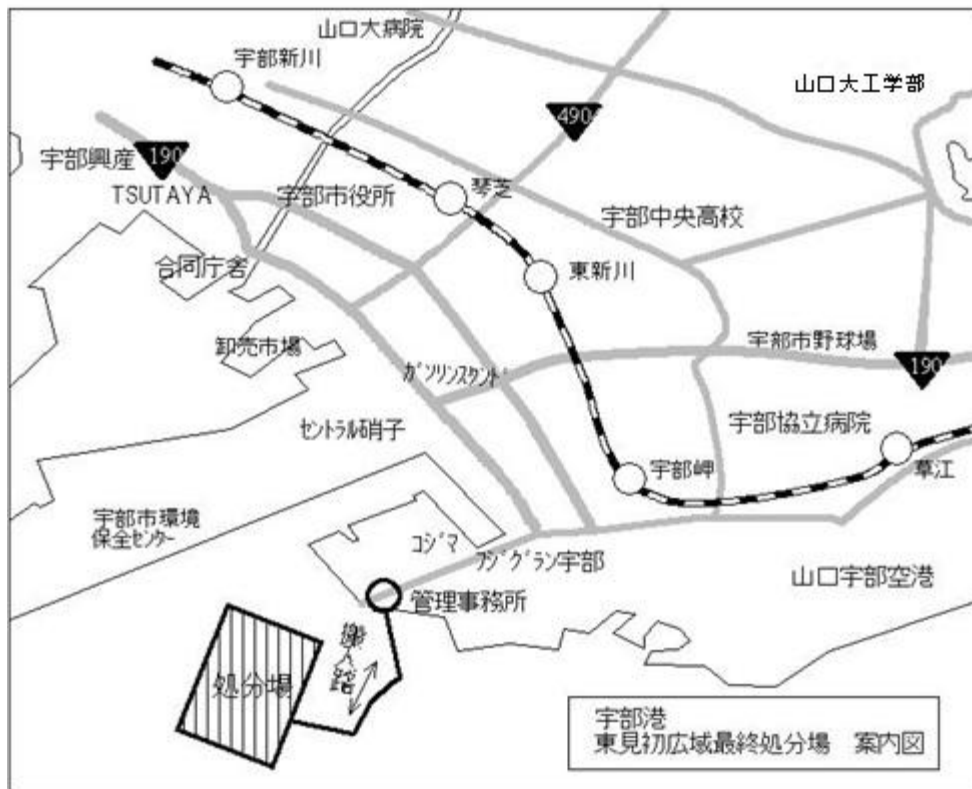 山口大病院
宇部新川
山口大工学部
490
宇部興産
190
TSUTAYA
宇部市役所
琴芝
宇部中央高校
合同庁舎
東新川
卸売市場
宇部市野球場
ガソリンスタンド
190
セントラル硝子
宇部協立病院
宇部岬
草江
宇部市環境
保全センター
コジマ
フジグラン宇部
山口宇部空港
管理事務所
搬入路
処分場
宇部港
東見初広域最終処分場　案内図